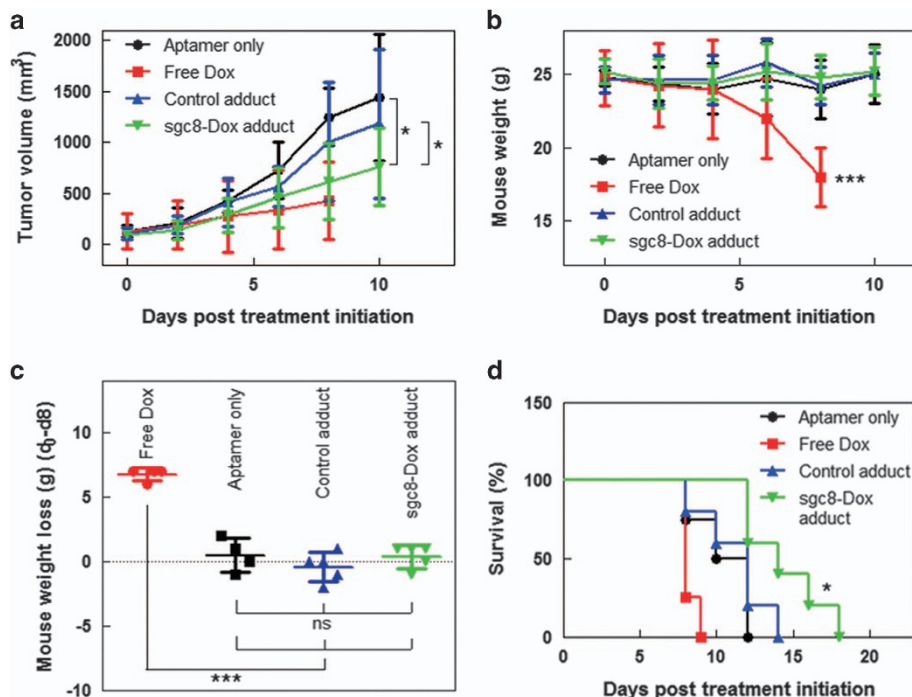 a
Tumor volume (mm3)
2000
1500
1000
500
0
Aptamer only
Free Dox
Control adduct
sgc8-Dox adduct
*
*
0
5
10
Days post treatment initiation
b
Mouse weight (g)
25
20
15
Aptamer only
Free Dox
Control adduct
sgc8-Dox adduct
***
0
5
10
Days post treatment initiation
c
Mouse weight loss (g) (d0-d8)
10
5
0
-5
-10
Free Dox
Aptamer only
Control adduct
sgc8-Dox adduct
ns
***
d
Survival (%)
150
100
50
0
Aptamer only
Free Dox
Control adduct
sgc8-Dox
adduct
*
0
5
10
15
20
Days post treatment initiation